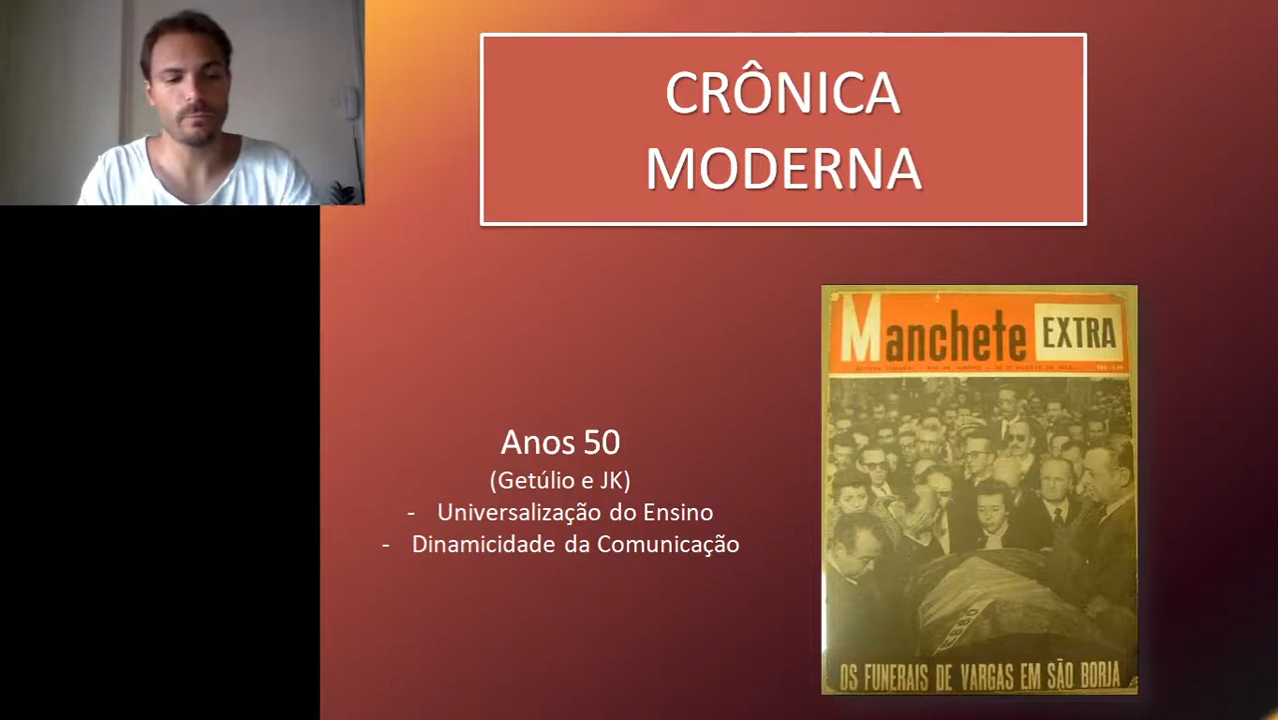 CRÔNICA
MODERNA
Manchete EXTRA
Anos 50
(Getúlio e JK)
- Universalização do Ensino
- Dinamicidade da Comunicação
OS FUNERAIS DE VARGAS EM SÃO BORJA